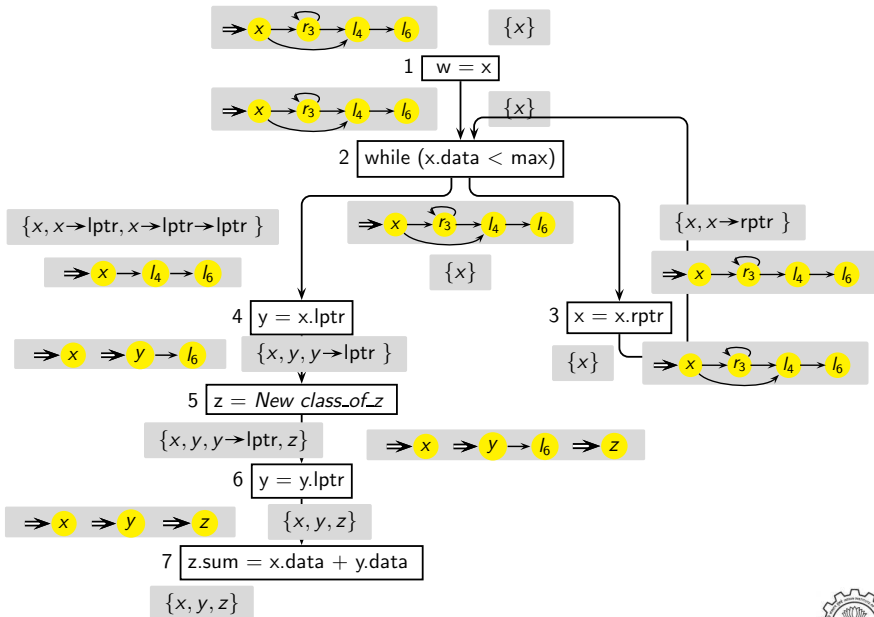 x r₃ l₄ l₆ {x}
1 w = x
x r₃ l₄ l₆ {x}
2 while (x.data < max)
{x, x→lptr, x→lptr→lptr }
x r₃ l₄ l₆
{x, x→rptr }
x l₄ l₆
{x}
x r₃ l₄ l₆
4 y = x.lptr
3 x = x.rptr
x y l₆
{x, y, y→lptr }
{x}
x r₃ l₄ l₆
5 z = New class_of_z
{x, y, y→lptr, z}
x y l₆ z
6 y = y.lptr
x y z
{x, y, z}
7 z.sum = x.data + y.data
{x, y, z}